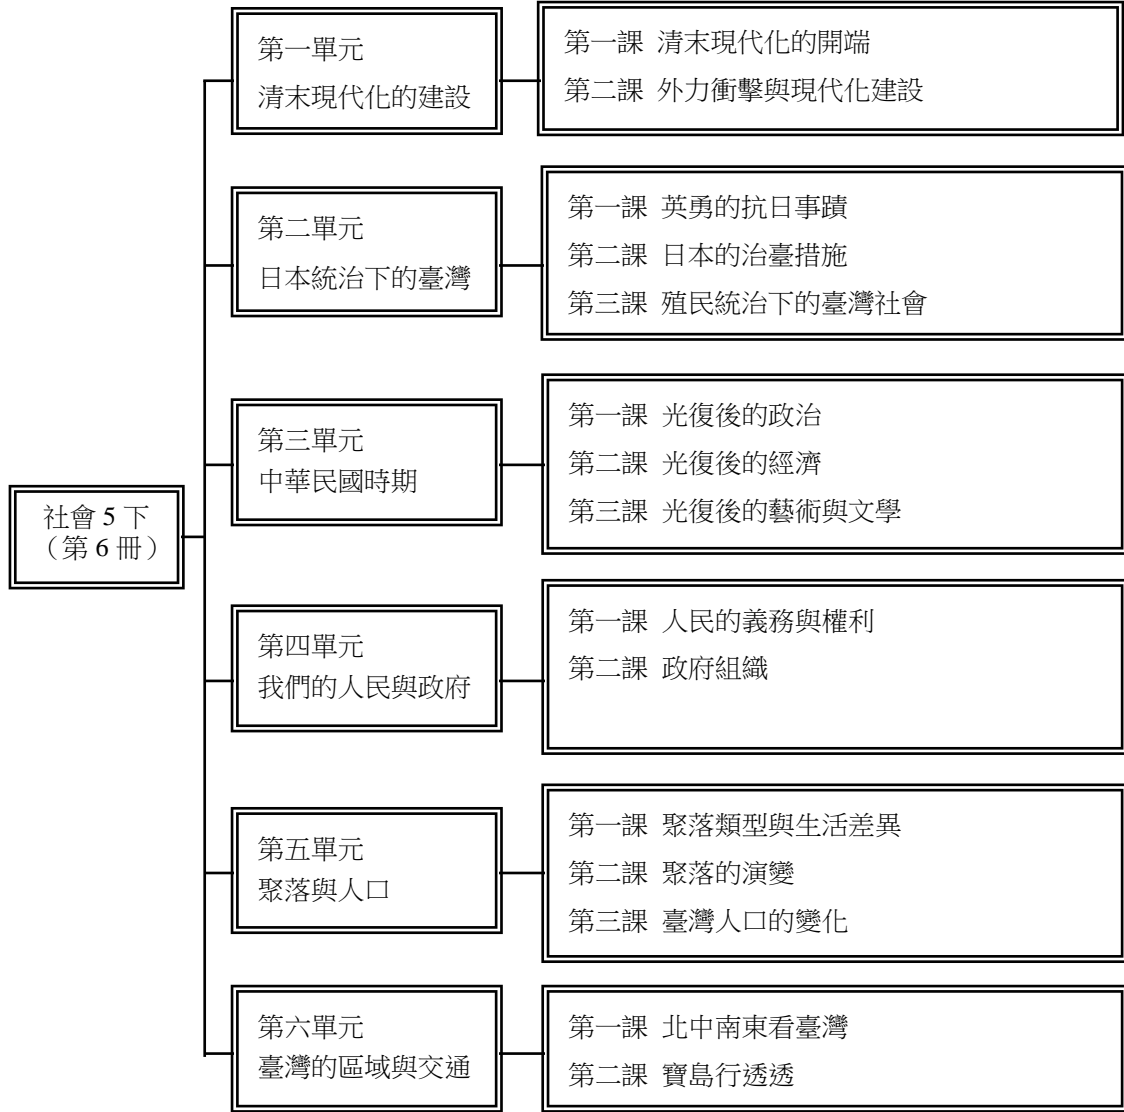 社會 5 下
（第 6 冊）
第一單元
清末現代化的建設
第一課 清末現代化的開端
第二課 外力衝擊與現代化建設
第二單元
日本統治下的臺灣
第一課 英勇的抗日事蹟
第二課 日本的治臺措施
第三課 殖民統治下的臺灣社會
第三單元
中華民國時期
第一課 光復後的政治
第二課 光復後的經濟
第三課 光復後的藝術與文學
第四單元
我們的人民與政府
第一課 人民的義務與權利
第二課 政府組織
第五單元
聚落與人口
第一課 聚落類型與生活差異
第二課 聚落的演變
第三課 臺灣人口的變化
第六單元
臺灣的區域與交通
第一課 北中南東看臺灣
第二課 寶島行透透